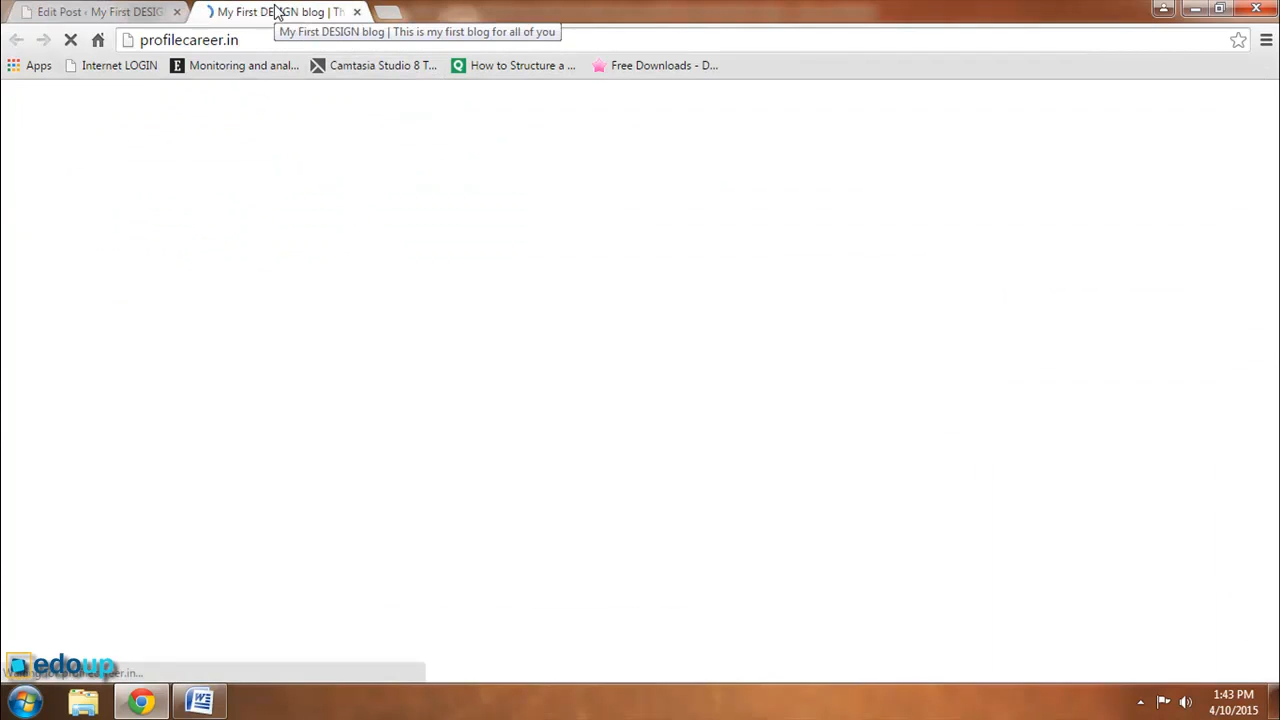 Edit Post ‹ My First DESIG
My First DESIGN blog | Th
My First DESIGN blog | This is my first blog for all of you
profilecareer.in
Apps
Internet LOGIN
Monitoring and anal...
Camtasia Studio 8 T...
How to Structure a ...
Free Downloads - D...
edoup
1:43 PM
4/10/2015